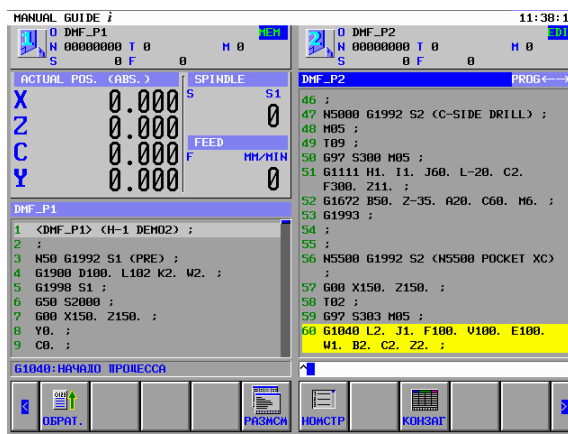 MANUAL GUIDE i 11:38:1
O DMF_P1 MEM
N 00000000 T 0 M 0
S 0 F 0
O DMF_P2 EDI
N 00000000 T 0 M 0
S 0 F 0
ACTUAL POS. (ABS.)
X 0.000
Z 0.000
C 0.000
Y 0.000
SPINDLE
S S1
0
FEED
F MM/MIN
0
DMF_P1
1 <DMF_P1> (H-1 DEMO2) ;
2 ;
3 N50 G1992 S1 (PRE) ;
4 G1900 D100. L102 K2. W2. ;
5 G1998 S1 ;
6 G50 S2000 ;
7 G00 X150. Z150. ;
8 Y0. ;
9 C0. ;
G1040:НАЧАЛО ПРОЦЕССА
DMF_P2 PROG←—→
46 ;
47 N5000 G1992 S2 (C-SIDE DRILL) ;
48 M05 ;
49 T09 ;
50 G97 S300 M05 ;
51 G1111 H1. I1. J60. L-20. C2.
F300. Z11. ;
52 G1672 B50. Z-35. A20. C60. M6. ;
53 G1993 ;
54 ;
55 ;
56 N5500 G1992 S2 (N5500 POCKET XC)
;
57 G00 X150. Z150. ;
58 T02 ;
59 G97 S303 M05 ;
60 G1040 L2. J1. F100. V100. E100.
W1. B2. C2. Z2. ;
^
< ОБРАТ. РАЗМСМ НОМСТР КОНЗАГ >